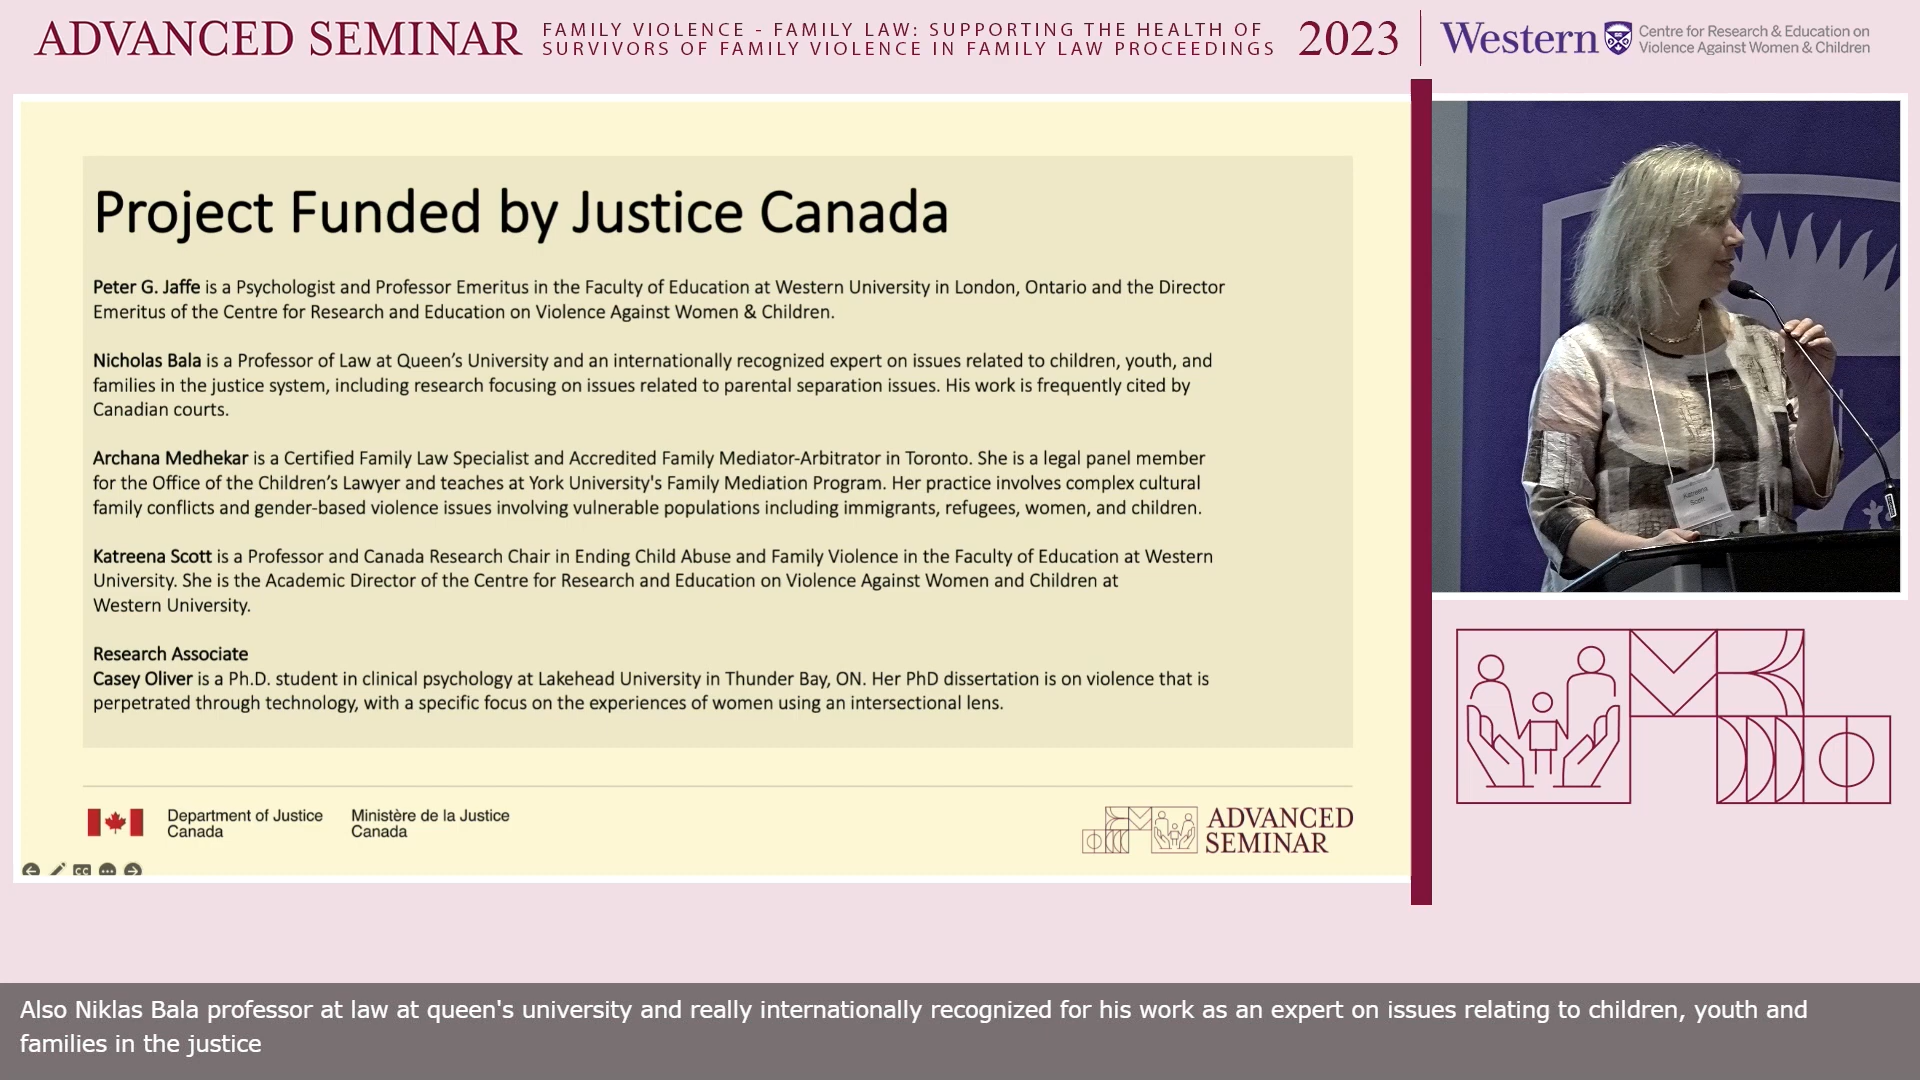 ADVANCED SEMINAR
FAMILY VIOLENCE - FAMILY LAW: SUPPORTING THE HEALTH OF
SURVIVORS OF FAMILY VIOLENCE IN FAMILY LAW PROCEEDINGS
2023
Western
Centre for Research & Education on
Violence Against Women & Children
Project Funded by Justice Canada
Peter G. Jaffe is a Psychologist and Professor Emeritus in the Faculty of Education at Western University in London, Ontario and the Director
Emeritus of the Centre for Research and Education on Violence Against Women & Children.
Nicholas Bala is a Professor of Law at Queen’s University and an internationally recognized expert on issues related to children, youth, and
families in the justice system, including research focusing on issues related to parental separation issues. His work is frequently cited by
Canadian courts.
Archana Medhekar is a Certified Family Law Specialist and Accredited Family Mediator-Arbitrator in Toronto. She is a legal panel member
for the Office of the Children’s Lawyer and teaches at York University's Family Mediation Program. Her practice involves complex cultural
family conflicts and gender-based violence issues involving vulnerable populations including immigrants, refugees, women, and children.
Katreena Scott is a Professor and Canada Research Chair in Ending Child Abuse and Family Violence in the Faculty of Education at Western
University. She is the Academic Director of the Centre for Research and Education on Violence Against Women and Children at
Western University.
Research Associate
Casey Oliver is a Ph.D. student in clinical psychology at Lakehead University in Thunder Bay, ON. Her PhD dissertation is on violence that is
perpetrated through technology, with a specific focus on the experiences of women using an intersectional lens.
Department of Justice
Canada
Ministère de la Justice
Canada
ADVANCED
SEMINAR
CC
Katreena
Scott
Also Niklas Bala professor at law at queen's university and really internationally recognized for his work as an expert on issues relating to children, youth and
families in the justice